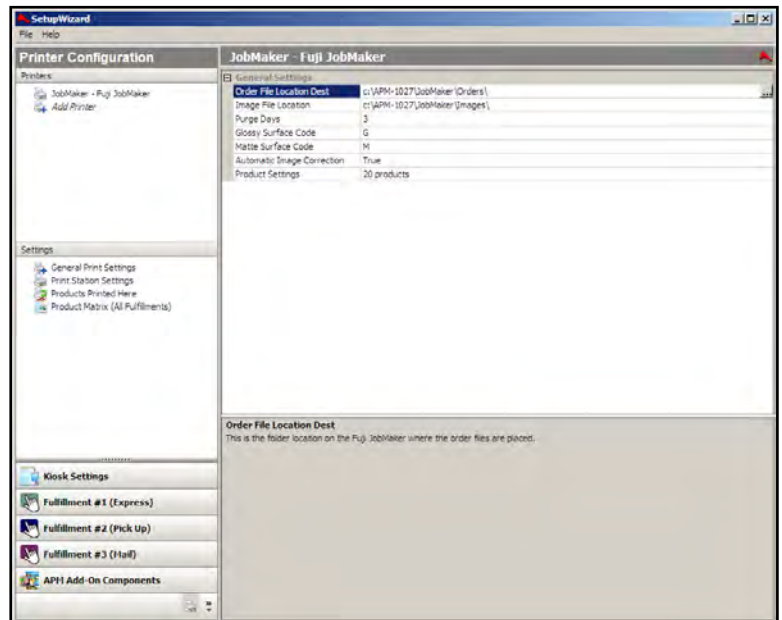 SetupWizard
File Help
Printer Configuration
JobMaker - Fuji JobMaker
Printers
JobMaker - Fuji JobMaker
Add Printer
General Settings
Order File Location Dest c:\APM-1027\JobMaker\Orders\ ...
Image File Location c:\APM-1027\JobMaker\Images\
Purge Days 3
Glossy Surface Code G
Matte Surface Code M
Automatic Image Correction True
Product Settings 20 products
Settings
General Print Settings
Print Station Settings
Products Printed Here
Product Matrix (All Fulfillments)
Order File Location Dest
This is the folder location on the Fuji JobMaker where the order files are placed.
Kiosk Settings
Fulfillment #1 (Express)
Fulfillment #2 (Pick Up)
Fulfillment #3 (Mail)
APM Add-On Components